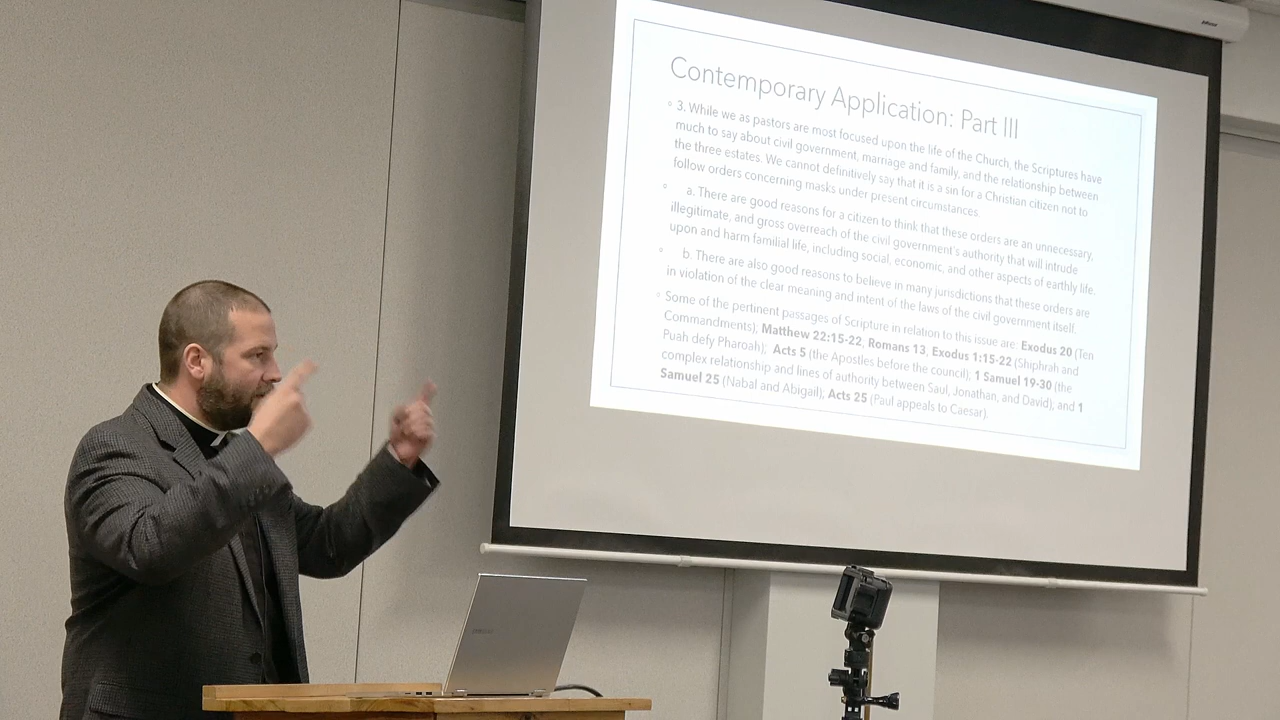 Contemporary Application: Part III
◦ 3. While we as pastors are most focused upon the life of the Church, the Scriptures have
much to say about civil government, marriage and family, and the relationship between
the three estates. We cannot definitively say that it is a sin for a Christian citizen not to
follow orders concerning masks under present circumstances.
◦ a. There are good reasons for a citizen to think that these orders are an unnecessary,
illegitimate, and gross overreach of the civil government's authority that will intrude
upon and harm familial life, including social, economic, and other aspects of earthly life.
◦ b. There are also good reasons to believe in many jurisdictions that these orders are
in violation of the clear meaning and intent of the laws of the civil government itself.
◦ Some of the pertinent passages of Scripture in relation to this issue are: Exodus 20 (Ten
Commandments); Matthew 22:15-22, Romans 13, Exodus 1:15-22 (Shiphrah and
Puah defy Pharoah); Acts 5 (the Apostles before the council), 1 Samuel 19-30 (the
complex relationship and lines of authority between Saul, Jonathan, and David); and 1
Samuel 25 (Nabal and Abigail); Acts 25 (Paul appeals to Caesar).